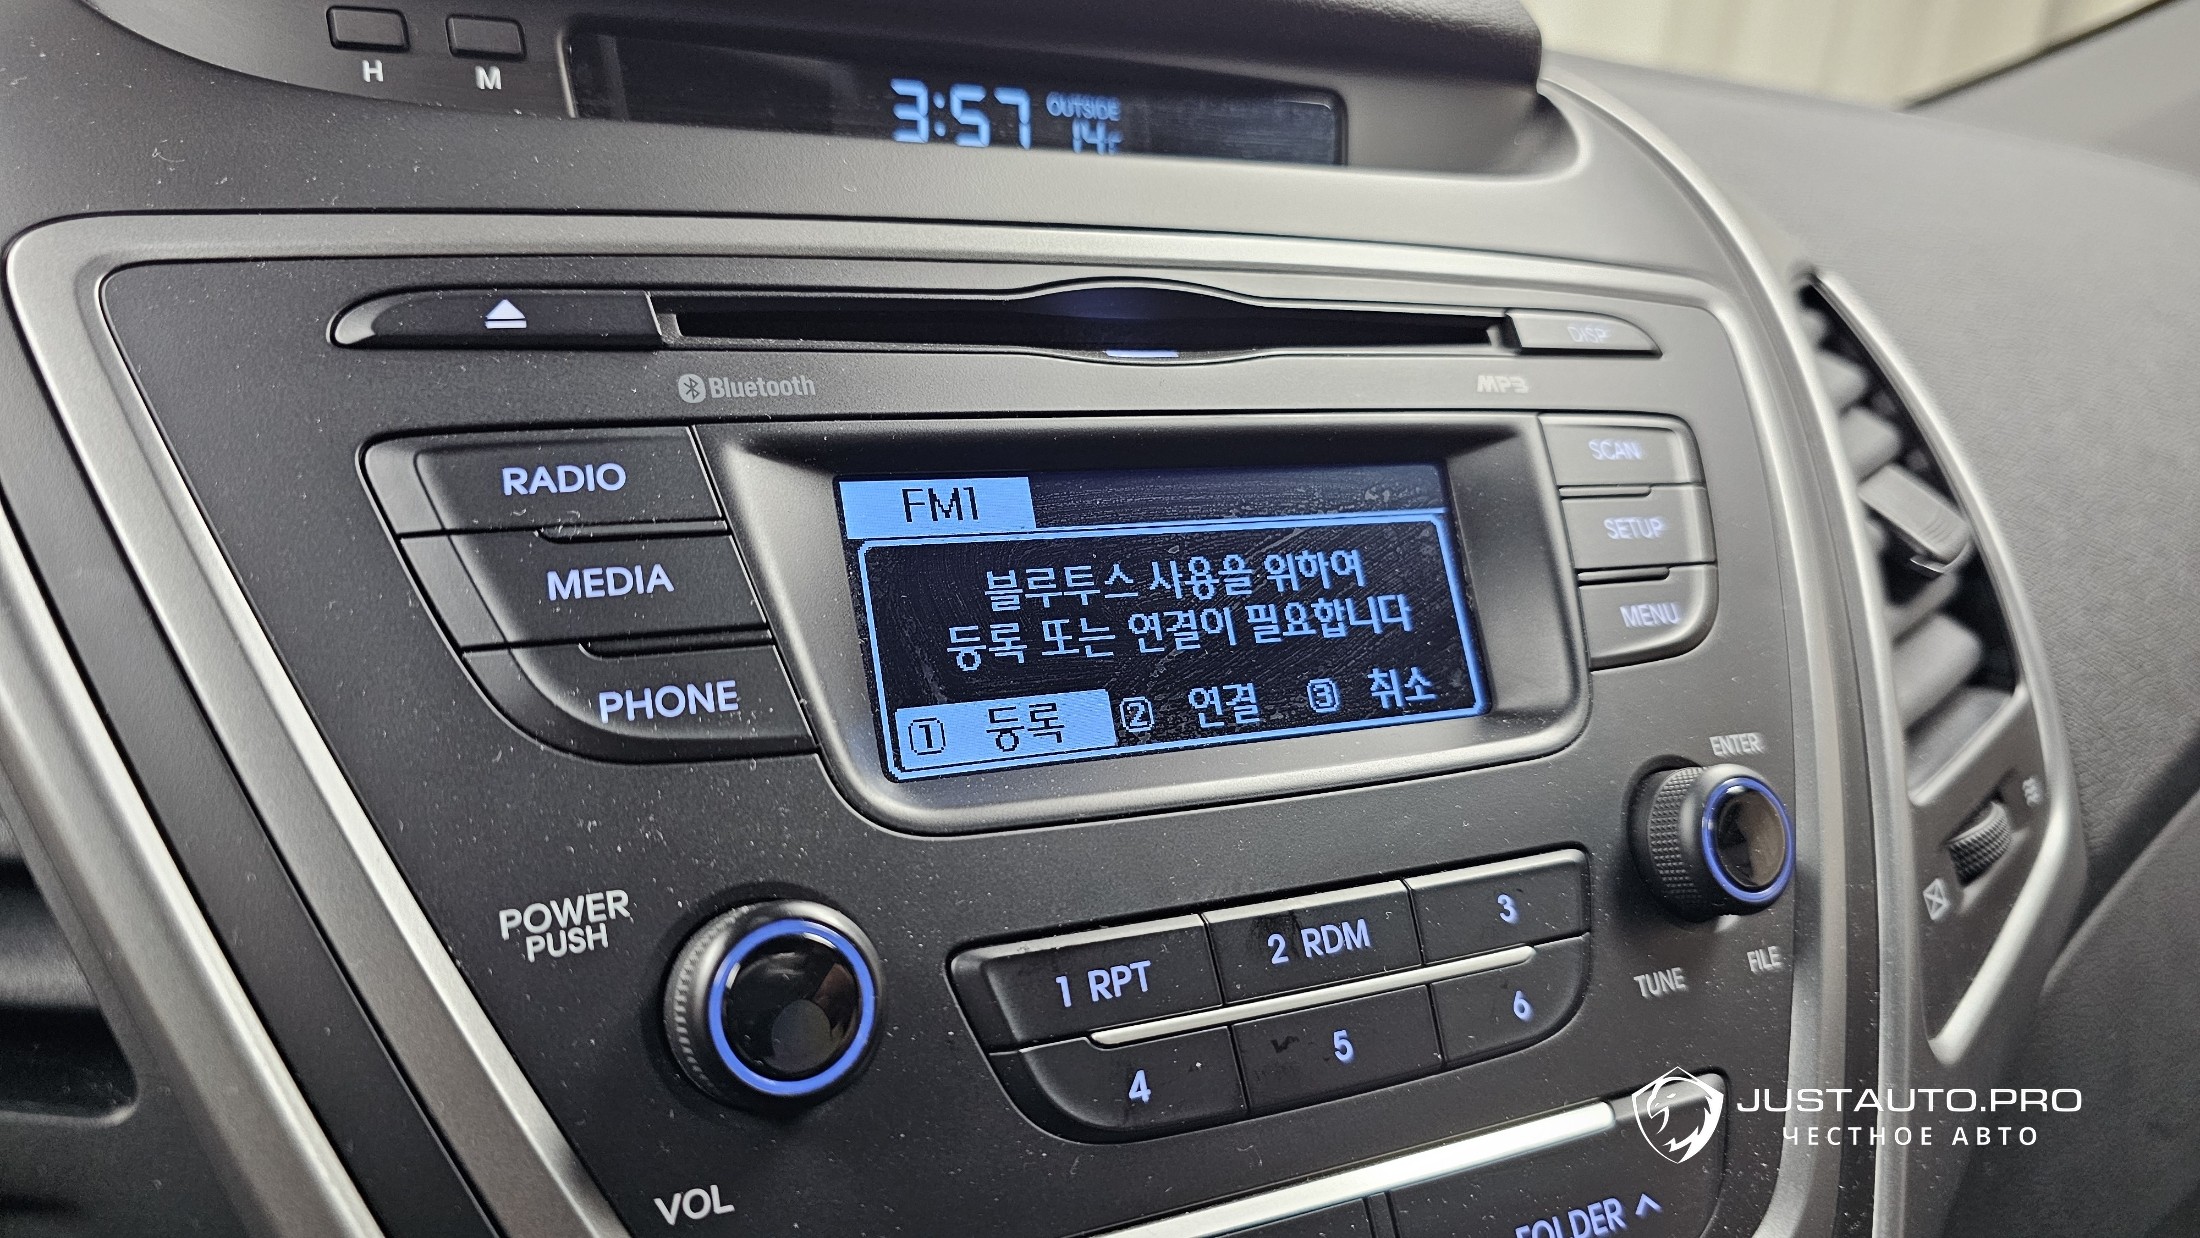 H M
3:57 OUTSIDE
14
Bluetooth
MP3
DISP
RADIO
MEDIA
PHONE
FM1
블루투스 사용을 위하여
등록 또는 연결이 필요합니다
1 등록 2 연결 3 취소
SCAN
SETUP
MENU
POWER
PUSH
VOL
1 RPT
2 RDM
3
4
5
6
ENTER
TUNE
FILE
FOLDER ^
JUSTAUTO.PRO
ЧЕСТНОЕ АВТО